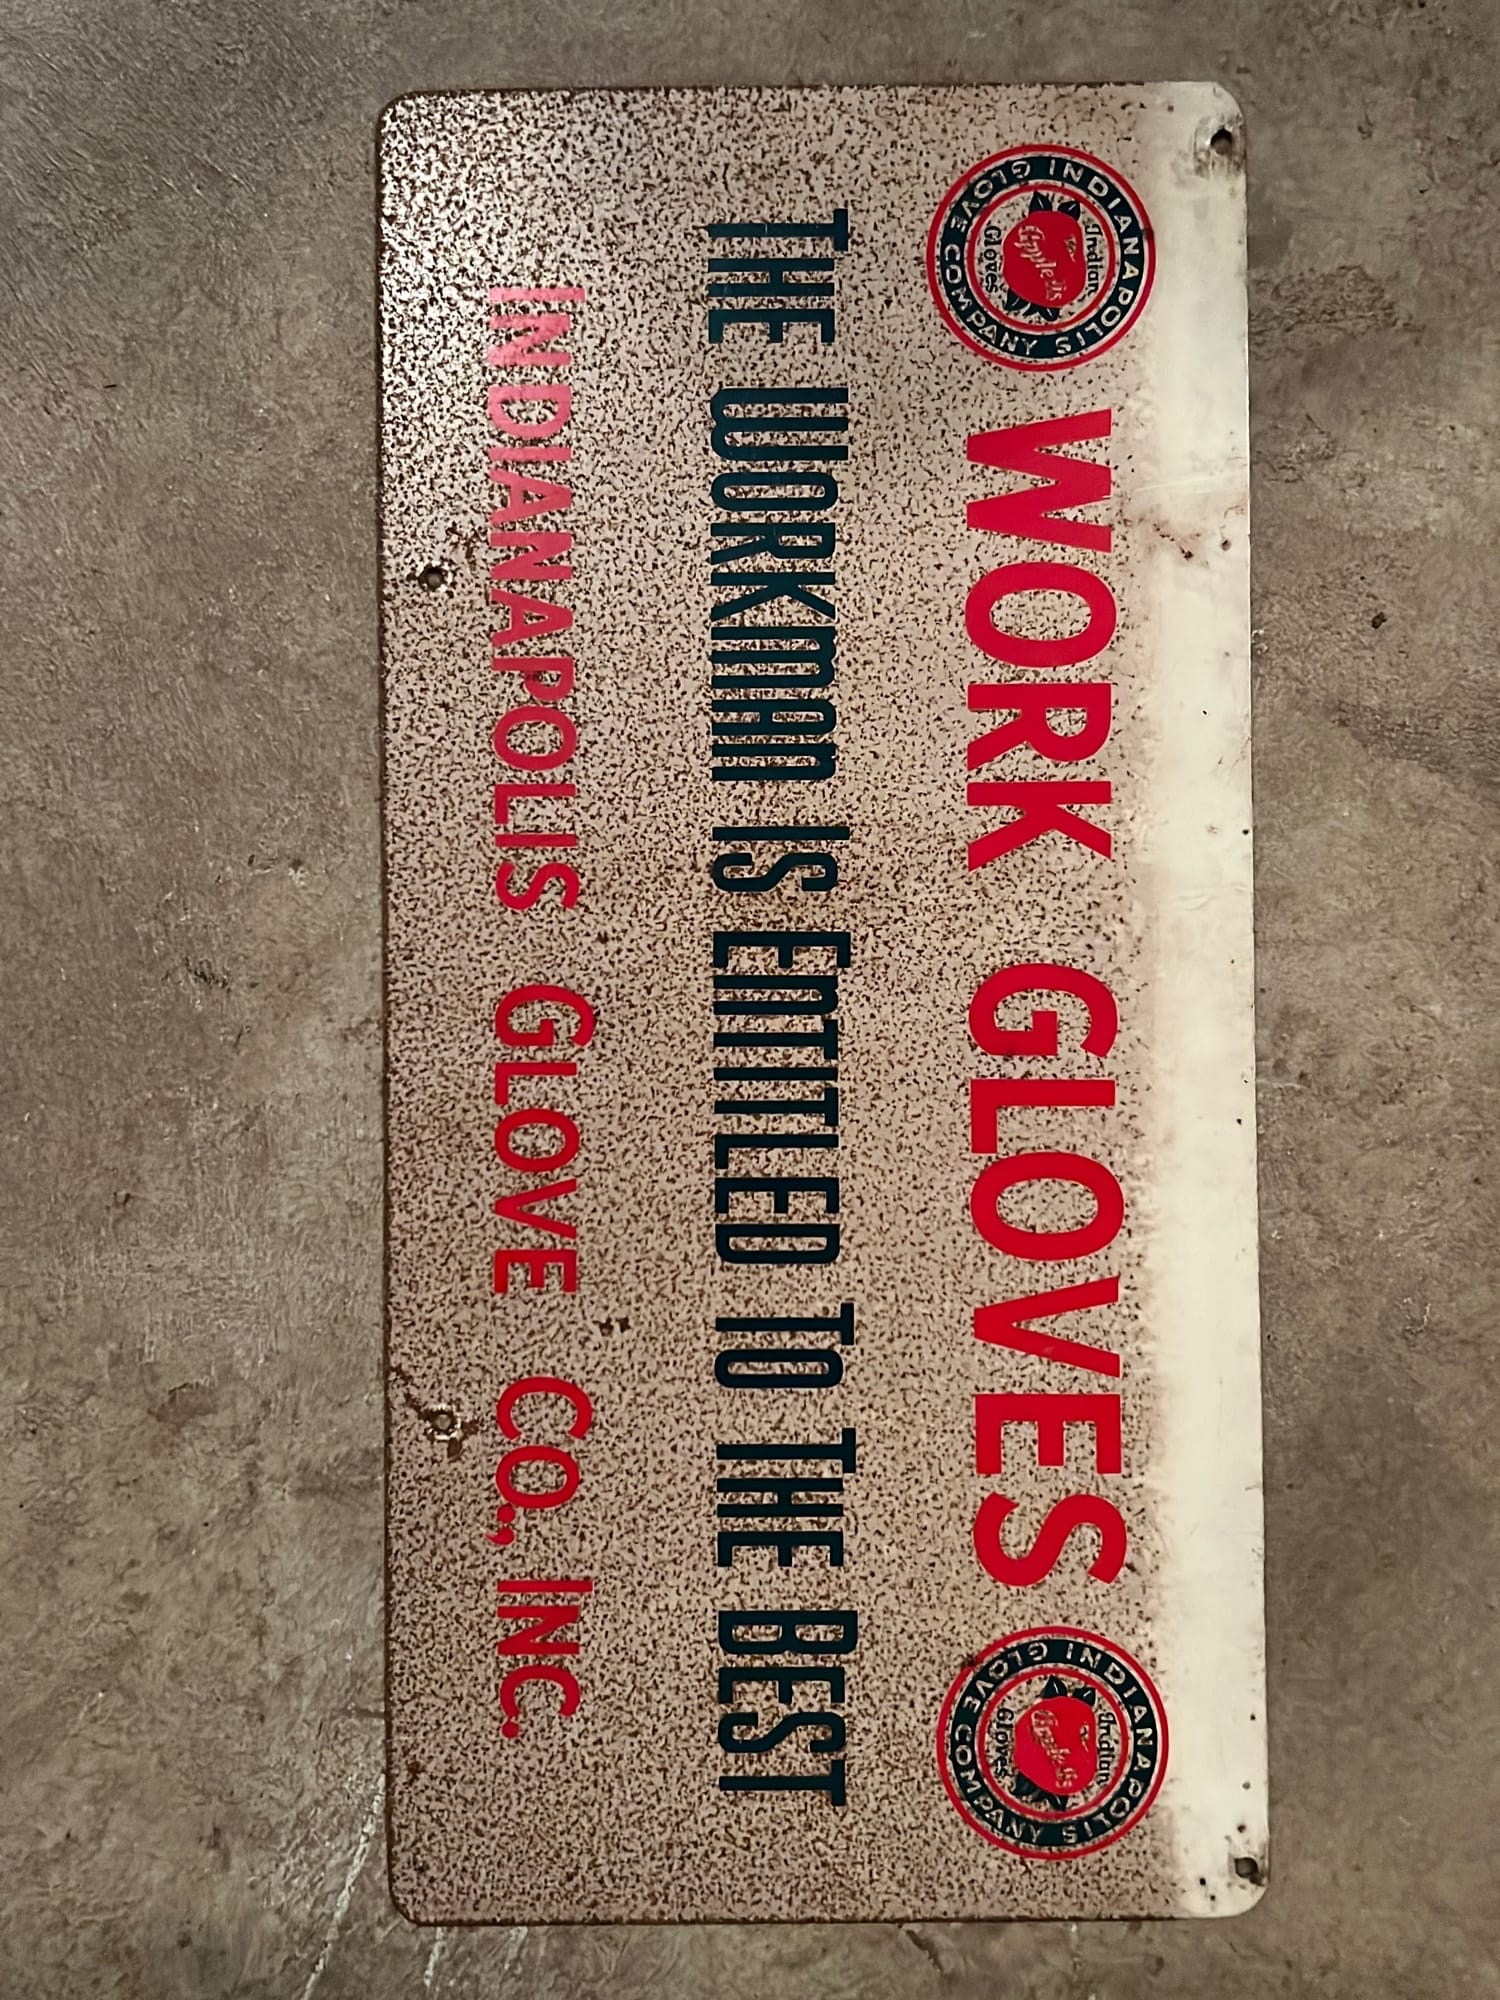 INDIANAPOLIS
GLOVE COMPANY
Indian
Gloves
WORK GLOVES
INDIANAPOLIS
GLOVE COMPANY
Indian
Gloves
THE WORKMAN IS ENTITLED TO THE BEST
INDIANAPOLIS GLOVE CO., INC.